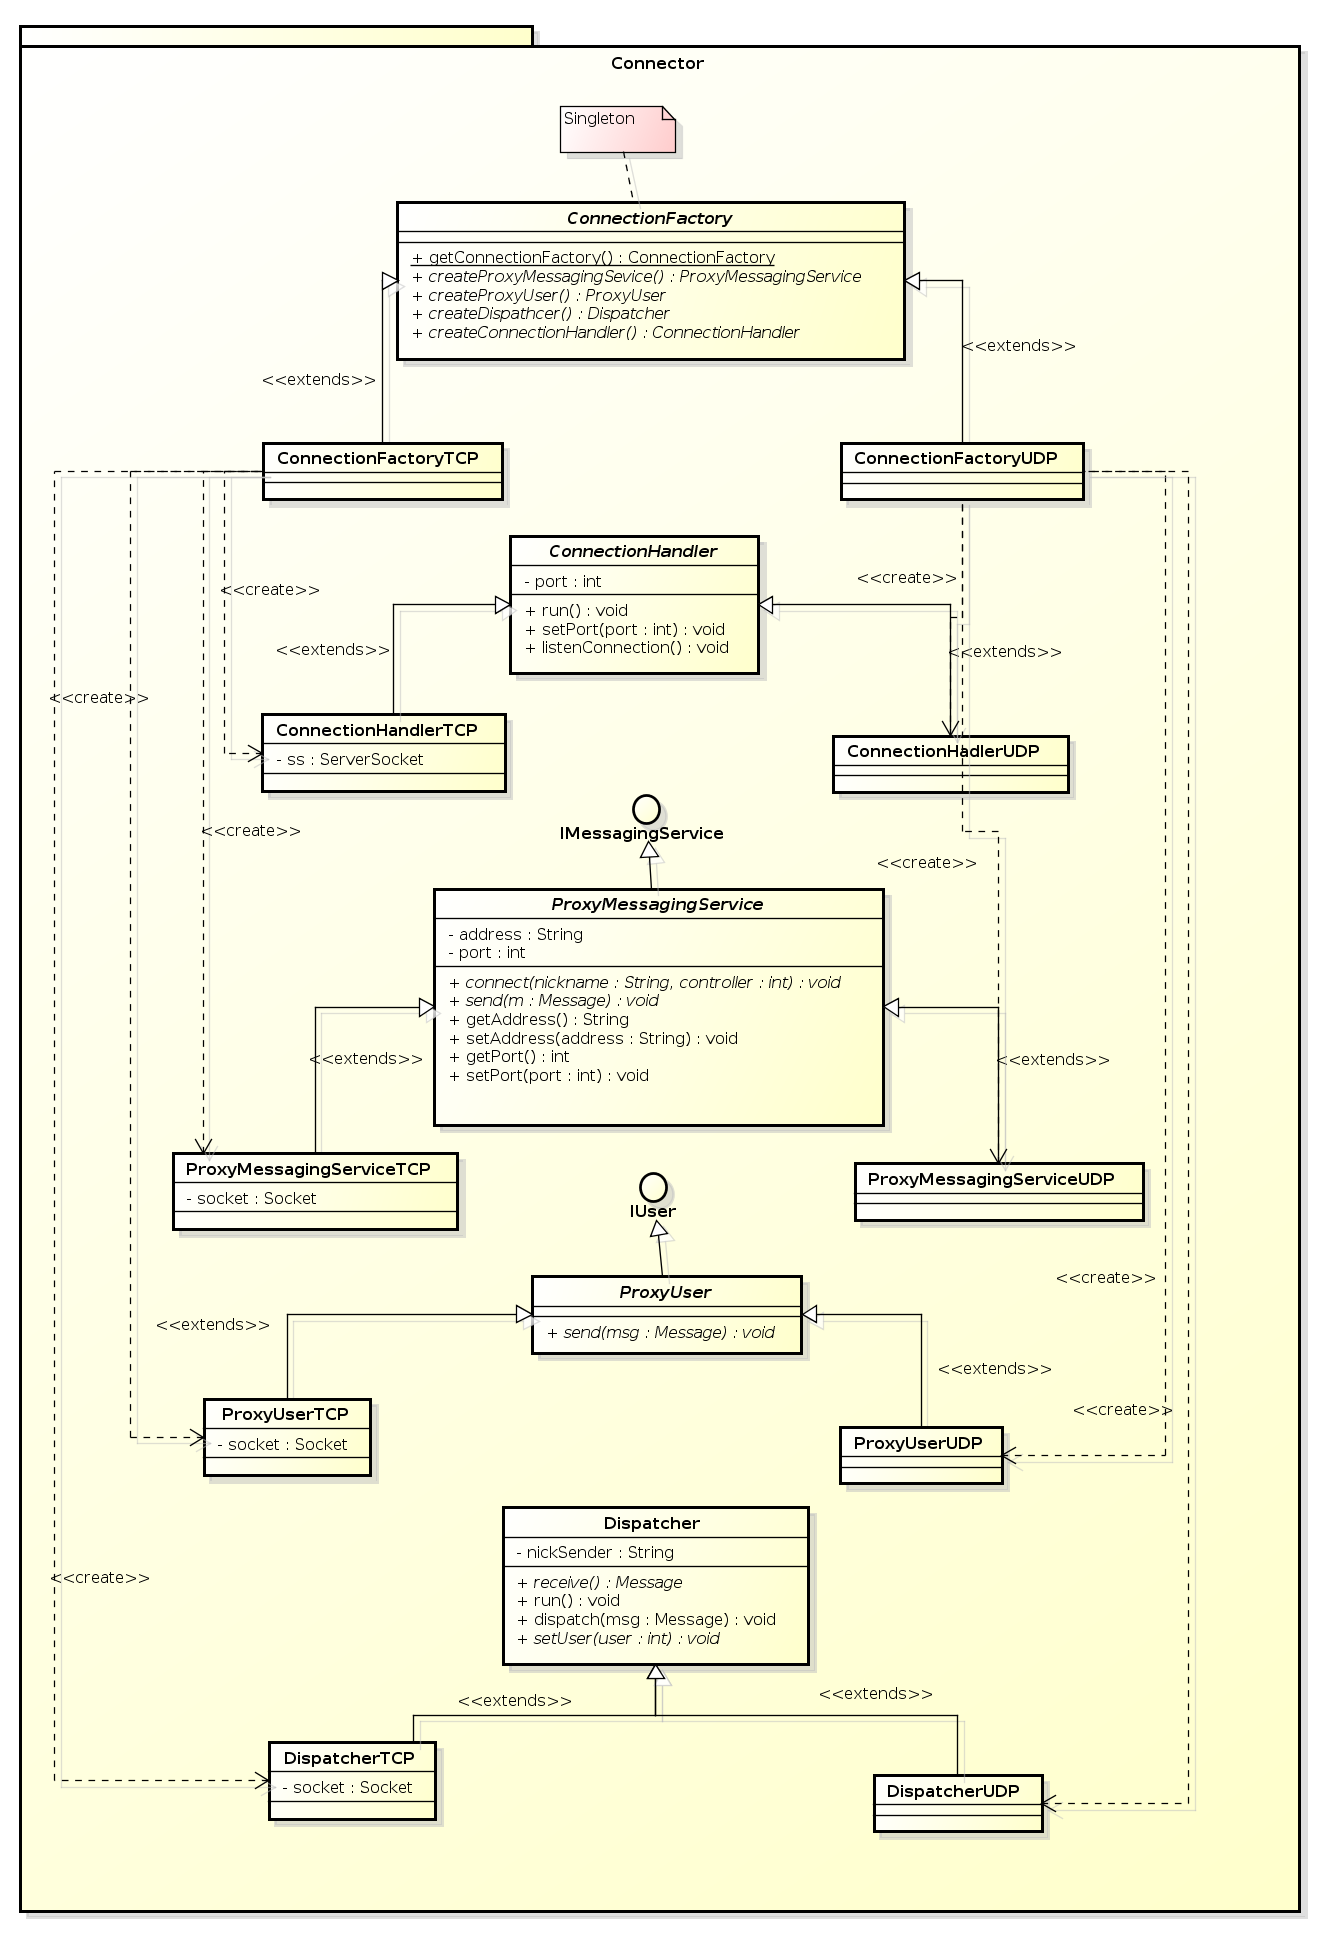 Connector
Singleton
ConnectionFactory
+ getConnectionFactory() : ConnectionFactory
+ createProxyMessagingSevice() : ProxyMessagingService
+ createProxyUser() : ProxyUser
+ createDispathcer() : Dispatcher
+ createConnectionHandler() : ConnectionHandler
<<extends>>
<<extends>>
ConnectionFactoryTCP
ConnectionFactoryUDP
ConnectionHandler
- port : int
+ run() : void
+ setPort(port : int) : void
+ listenConnection() : void
<<create>>
<<create>>
<<extends>>
<<extends>>
<<create>>
ConnectionHandlerTCP
- ss : ServerSocket
ConnectionHadlerUDP
<<create>>
IMessagingService
<<create>>
ProxyMessagingService
- address : String
- port : int
+ connect(nickname : String, controller : int) : void
+ send(m : Message) : void
+ getAddress() : String
+ setAddress(address : String) : void
+ getPort() : int
+ setPort(port : int) : void
<<extends>>
<<extends>>
ProxyMessagingServiceTCP
- socket : Socket
ProxyMessagingServiceUDP
IUser
<<create>>
ProxyUser
+ send(msg : Message) : void
<<extends>>
<<extends>>
<<create>>
ProxyUserTCP
- socket : Socket
ProxyUserUDP
Dispatcher
- nickSender : String
+ receive() : Message
+ run() : void
+ dispatch(msg : Message) : void
+ setUser(user : int) : void
<<create>>
<<extends>>
<<extends>>
DispatcherTCP
- socket : Socket
DispatcherUDP